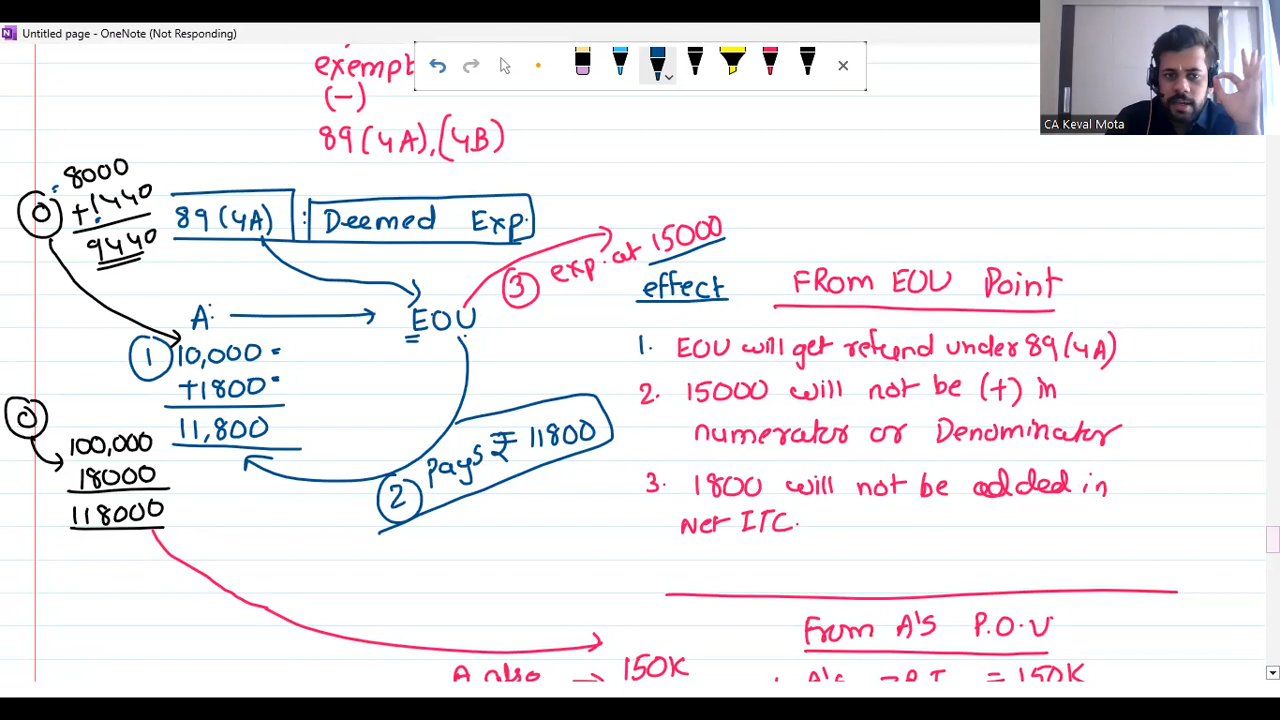 Untitled page - OneNote (Not Responding)
CA Keval Mota
exempt
(-)
89(4A),(4B)
0
8000
+1440
9440
89(4A) : Deemed Exp.
③ exp. at 15000
effect
FROM EOU Point
A:
EOU
① 10,000
+1800
11,800
② Pays ₹ 11800
0
100,000
18000
118000
1. EOU will get refund under 89(4A)
2. 15000 will not be (+) in
numerator or Denominator
3. 1800 will not be added in
Net ITC.
From A's P.O.V
A also → 150K
= 150K